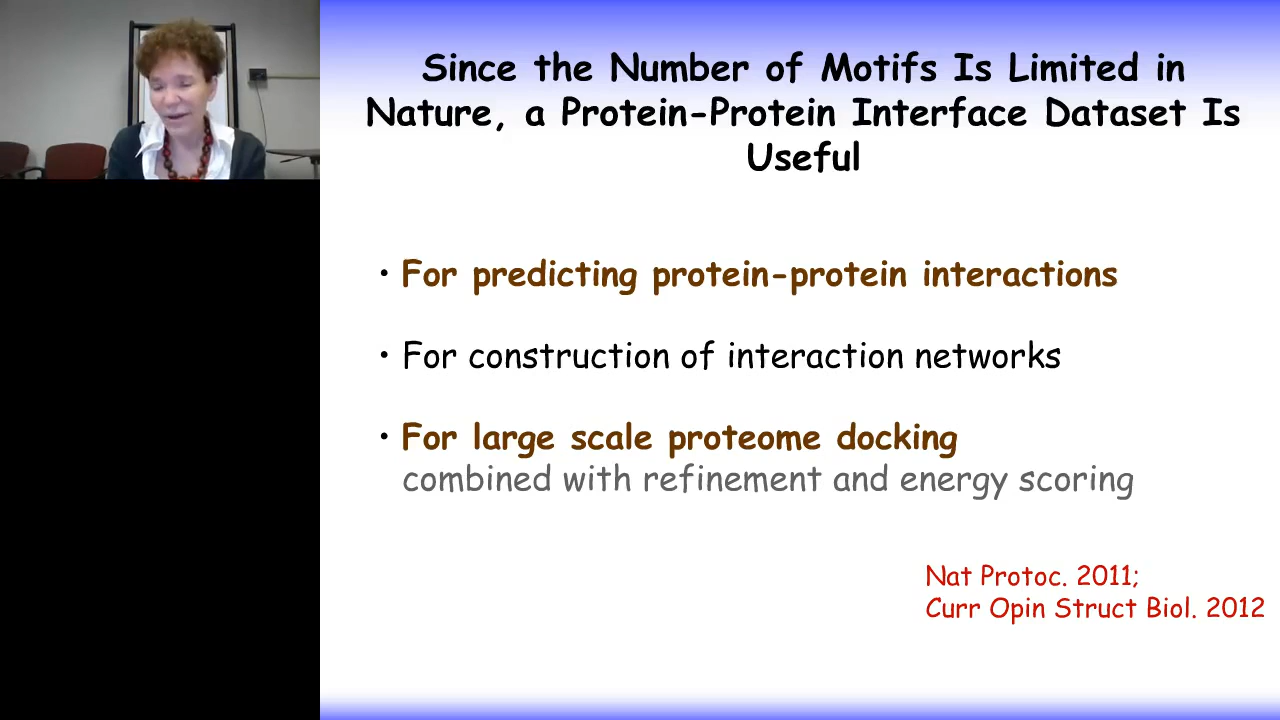 Since the Number of Motifs Is Limited in
Nature, a Protein-Protein Interface Dataset Is
Useful
• For predicting protein-protein interactions
• For construction of interaction networks
• For large scale proteome docking
combined with refinement and energy scoring
Nat Protoc. 2011;
Curr Opin Struct Biol. 2012